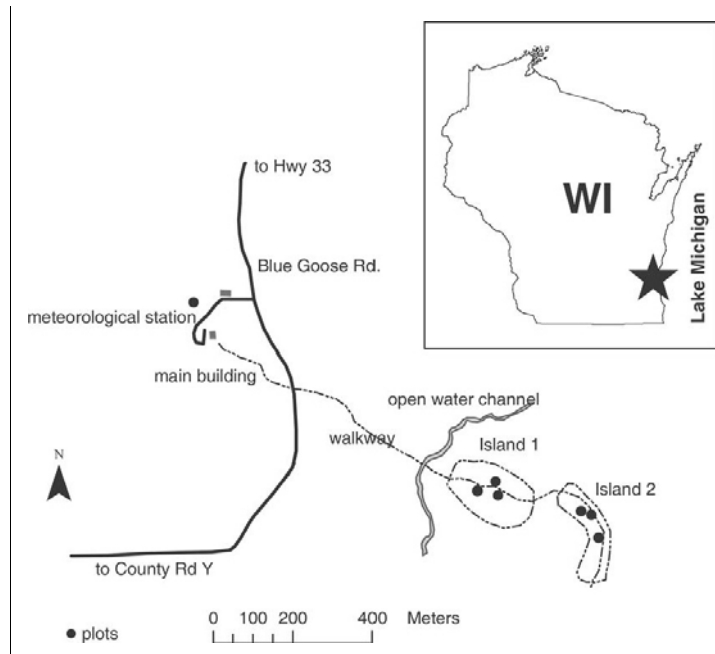 to Hwy 33
WI
Lake Michigan
Blue Goose Rd.
meteorological station
main building
open water channel
walkway
Island 1
Island 2
N
to County Rd Y
plots
0 100 200 400 Meters